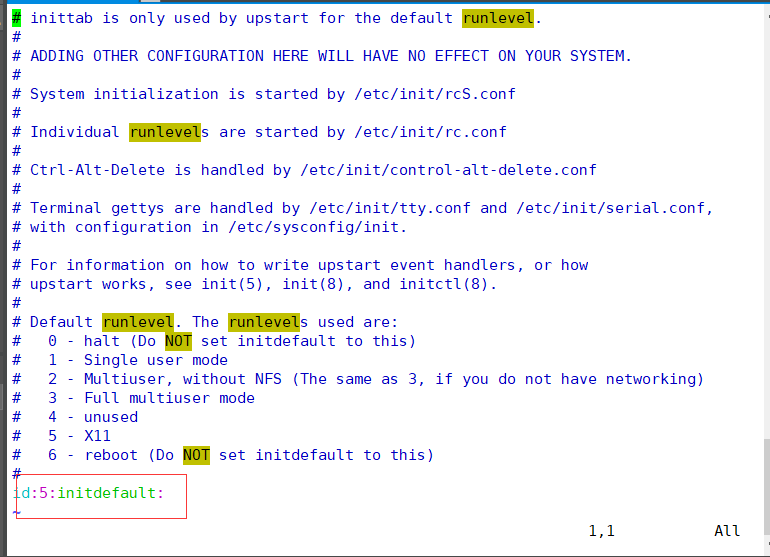 # inittab is only used by upstart for the default runlevel.
#
# ADDING OTHER CONFIGURATION HERE WILL HAVE NO EFFECT ON YOUR SYSTEM.
#
# System initialization is started by /etc/init/rcS.conf
#
# Individual runlevels are started by /etc/init/rc.conf
#
# Ctrl-Alt-Delete is handled by /etc/init/control-alt-delete.conf
#
# Terminal gettys are handled by /etc/init/tty.conf and /etc/init/serial.conf,
# with configuration in /etc/sysconfig/init.
#
# For information on how to write upstart event handlers, or how
# upstart works, see init(5), init(8), and initctl(8).
#
# Default runlevel. The runlevels used are:
#   0 - halt (Do NOT set initdefault to this)
#   1 - Single user mode
#   2 - Multiuser, without NFS (The same as 3, if you do not have networking)
#   3 - Full multiuser mode
#   4 - unused
#   5 - X11
#   6 - reboot (Do NOT set initdefault to this)
#
id:5:initdefault:
~
1,1 All